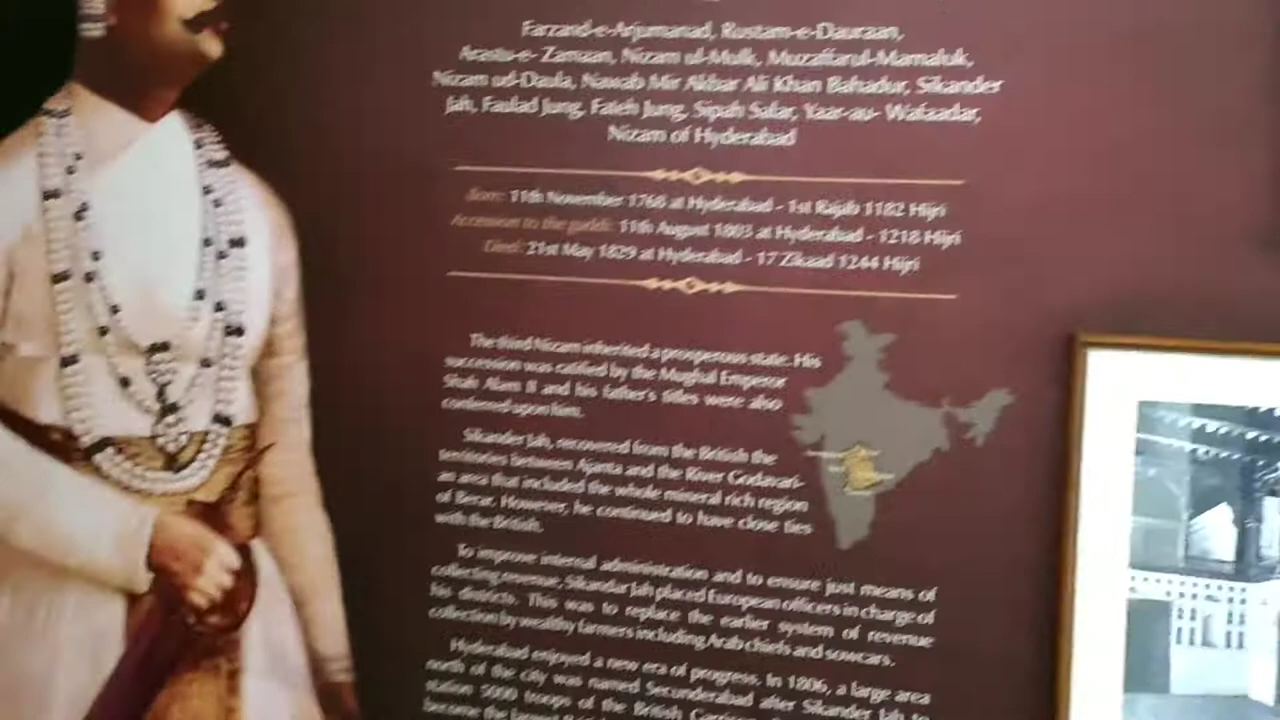 Farzand-e-Arjumanad, Rustam-e-Dauraan,
Arastu-e- Zamaan, Nizam ul-Mulk, Muzaffarul-Mamaluk,
Nizam ud-Daula, Nawab Mir Akbar Ali Khan Bahadur, Sikander
Jah, Faulad Jung, Fateh Jung, Sipah Salar, Yaar-au- Wafaadar,
Nizam of Hyderabad
Born: 11th November 1768 at Hyderabad - 1st Rajab 1182 Hijri
Accession to the gaddi: 11th August 1803 at Hyderabad - 1218 Hijri
Died: 21st May 1829 at Hyderabad - 17 Zikaad 1244 Hijri
The third Nizam inherited a prosperous state. His
succession was ratified by the Mughal Emperor
Shah Alam II and his father's titles were also
conferred upon him.
Sikander Jah, recovered from the British the
territories between Ajanta and the River Godavari-
an area that included the whole mineral rich region
of Berar. However, he continued to have close ties
with the British.
To improve internal administration and to ensure just means of
collecting revenue, Sikandar Jah placed European officers in charge of
his districts. This was to replace the earlier system of revenue
collection by wealthy farmers including Arab chiefs and sowcars.
Hyderabad enjoyed a new era of progress. In 1806, a large area
north of the city was named Secunderabad after Sikander Jah to
station 5000 troops of the British
become the largest